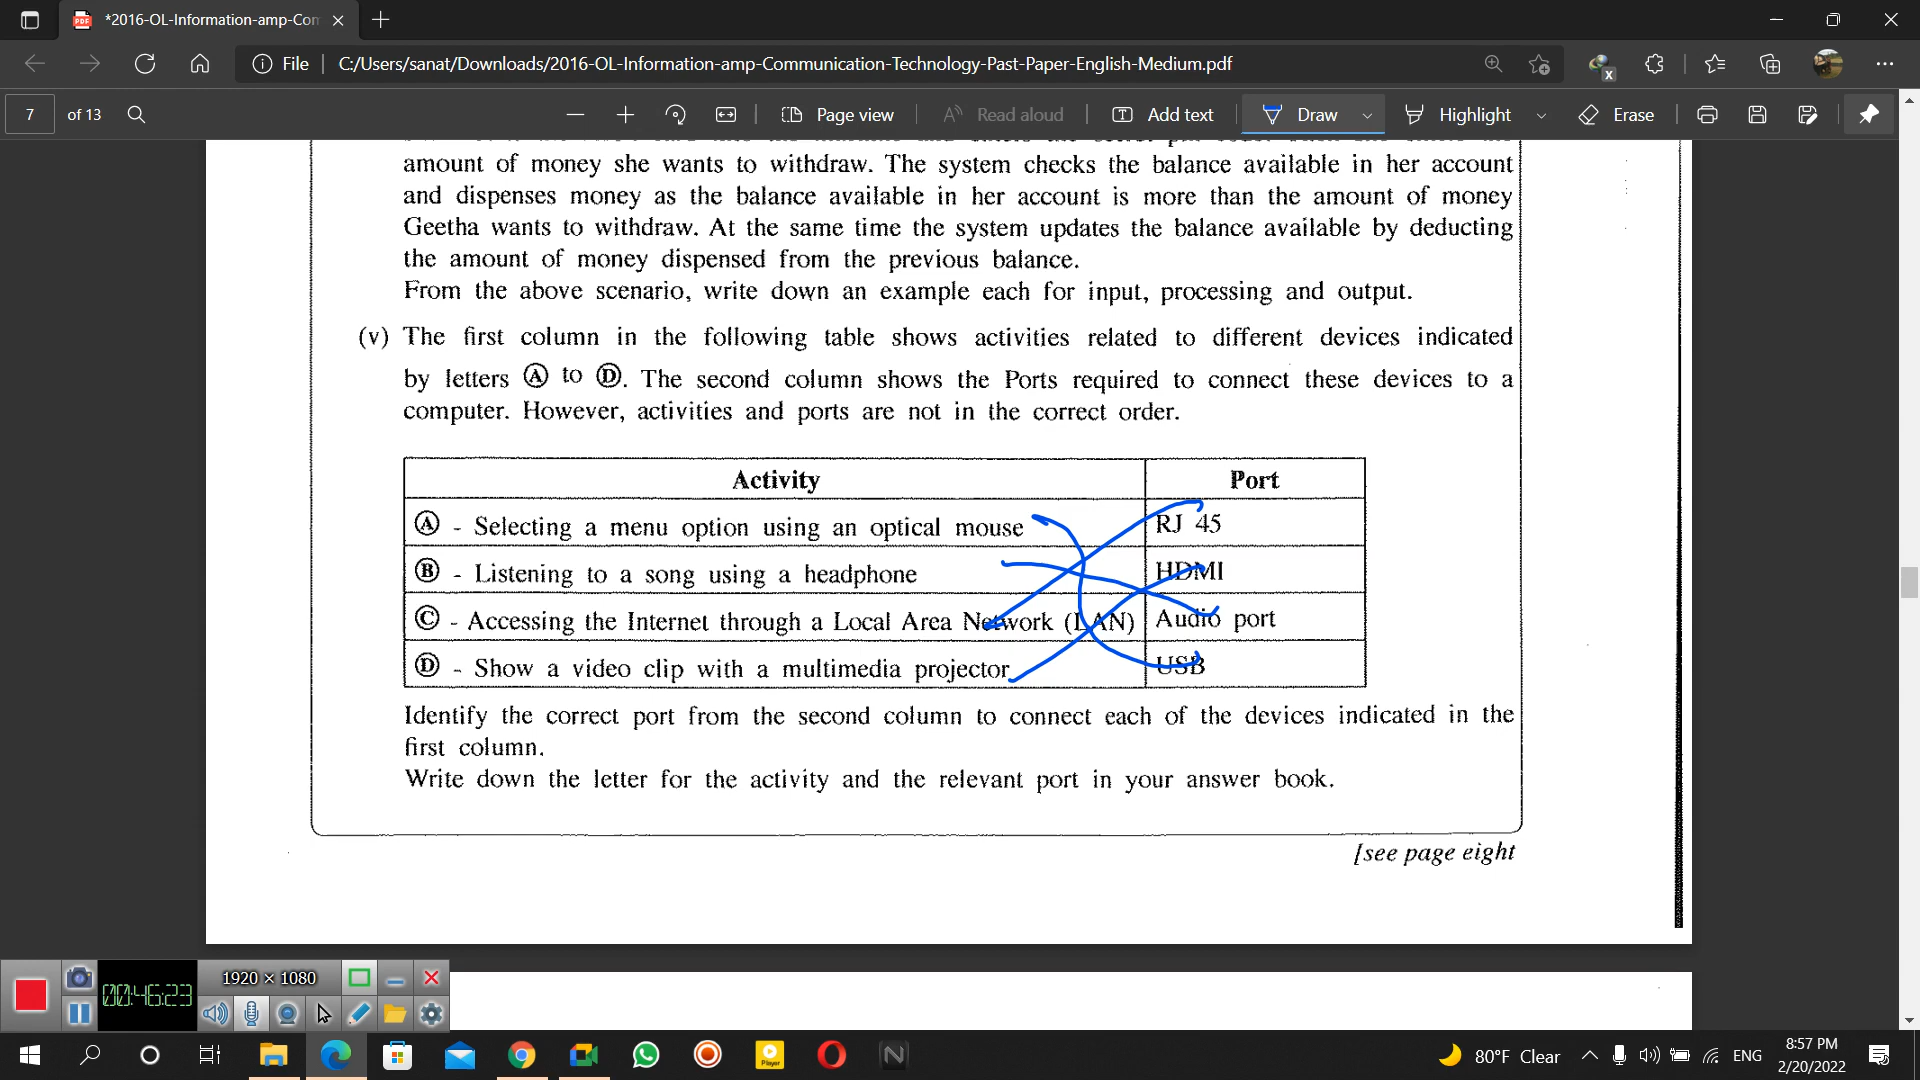 *2016-OL-Information-amp-Con
File
C:/Users/sanat/Downloads/2016-OL-Information-amp-Communication-Technology-Past-Paper-English-Medium.pdf
7 of 13
Page view
Read aloud
Add text
Draw
Highlight
Erase
amount of money she wants to withdraw. The system checks the balance available in her account
and dispenses money as the balance available in her account is more than the amount of money
Geetha wants to withdraw. At the same time the system updates the balance available by deducting
the amount of money dispensed from the previous balance.
From the above scenario, write down an example each for input, processing and output.
(v) The first column in the following table shows activities related to different devices indicated
by letters Ⓐ to Ⓓ. The second column shows the Ports required to connect these devices to a
computer. However, activities and ports are not in the correct order.
Activity Port
Ⓐ - Selecting a menu option using an optical mouse RJ 45
Ⓑ - Listening to a song using a headphone HDMI
Ⓒ - Accessing the Internet through a Local Area Network (LAN) Audio port
Ⓓ - Show a video clip with a multimedia projector USB
Identify the correct port from the second column to connect each of the devices indicated in the
first column.
Write down the letter for the activity and the relevant port in your answer book.
[see page eight
1920 × 1080
00:46:23
80°F Clear
ENG
8:57 PM
2/20/2022